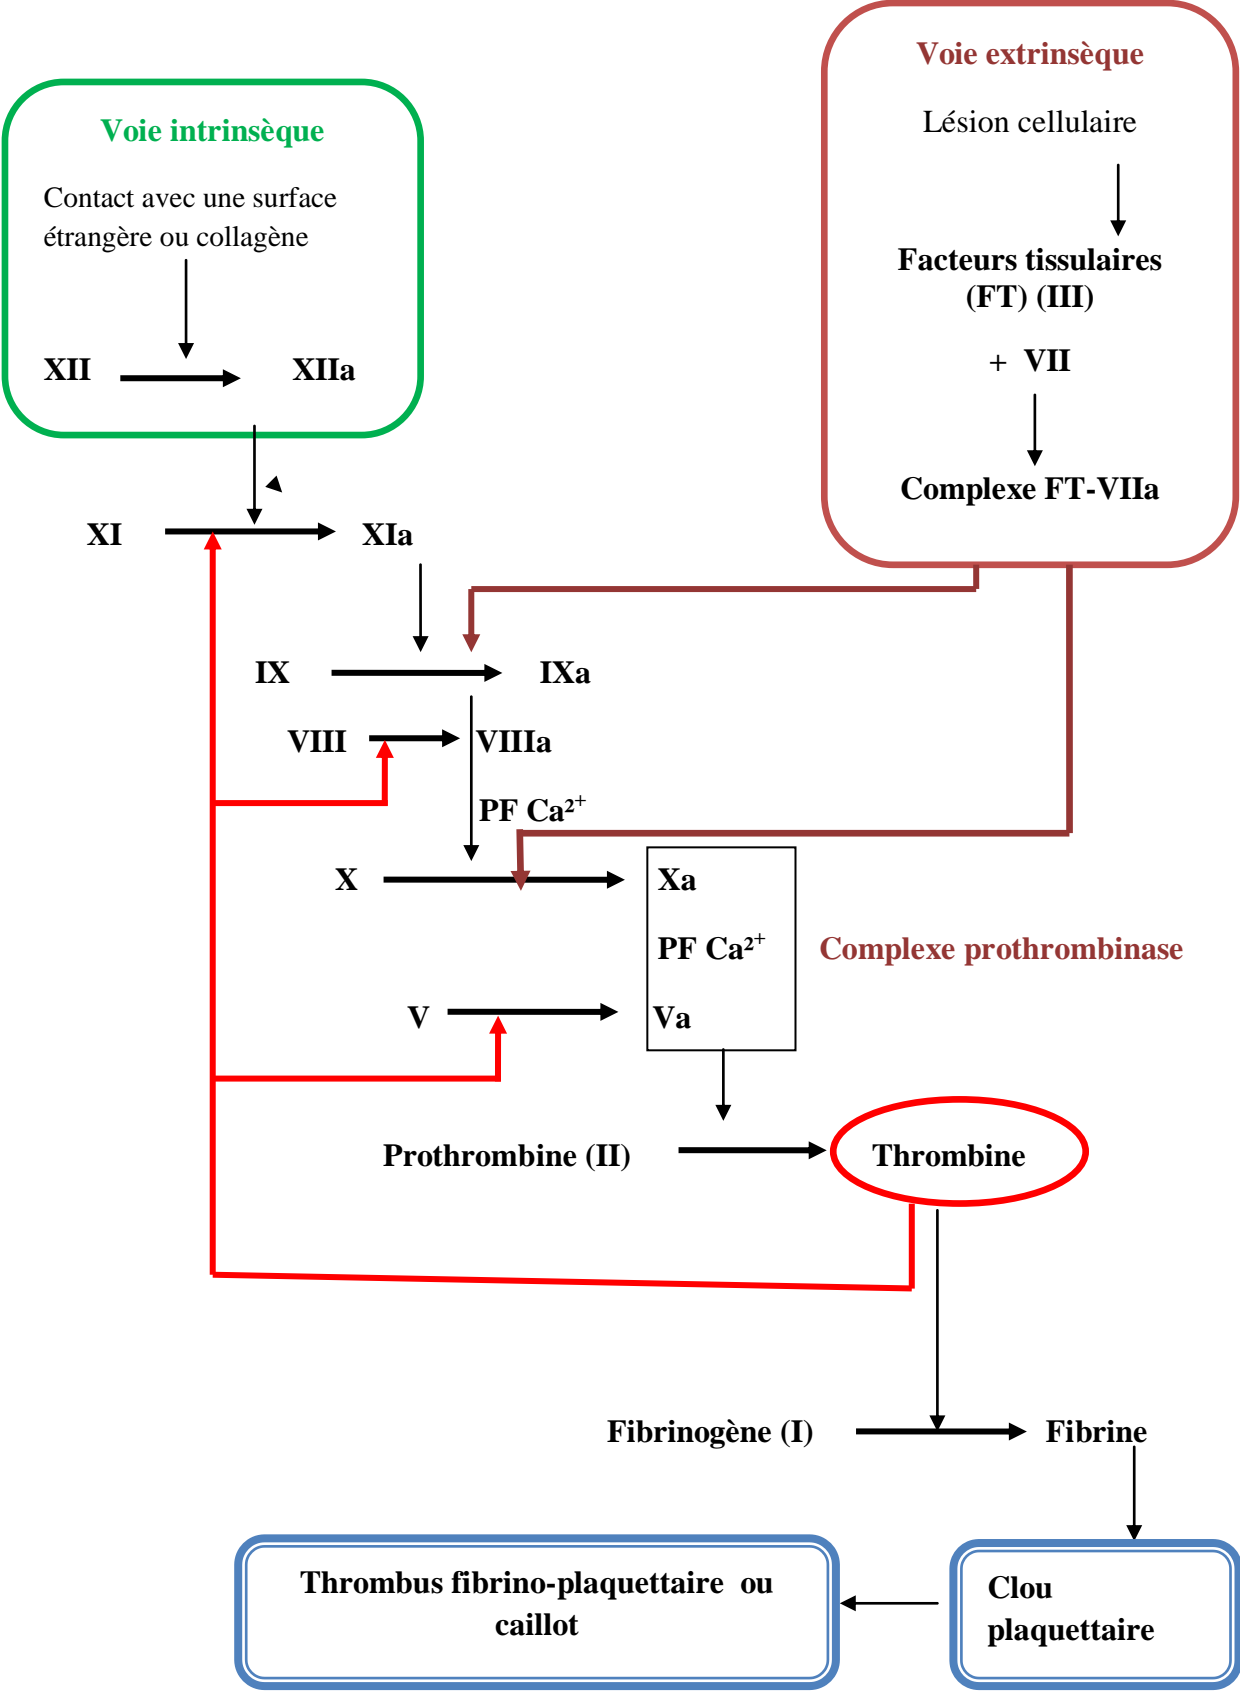 Voie extrinsèque
Lésion cellulaire
Facteurs tissulaires
(FT) (III)
+ VII
Complexe FT-VIIa
Voie intrinsèque
Contact avec une surface
étrangère ou collagène
XII XIIa
XI XIa
IX IXa
VIII VIIIa
PF Ca²⁺
X Xa
PF Ca²⁺ Complexe prothrombinase
V Va
Prothrombine (II) Thrombine
Fibrinogène (I) Fibrine
Clou
plaquettaire
Thrombus fibrino-plaquettaire ou
caillot